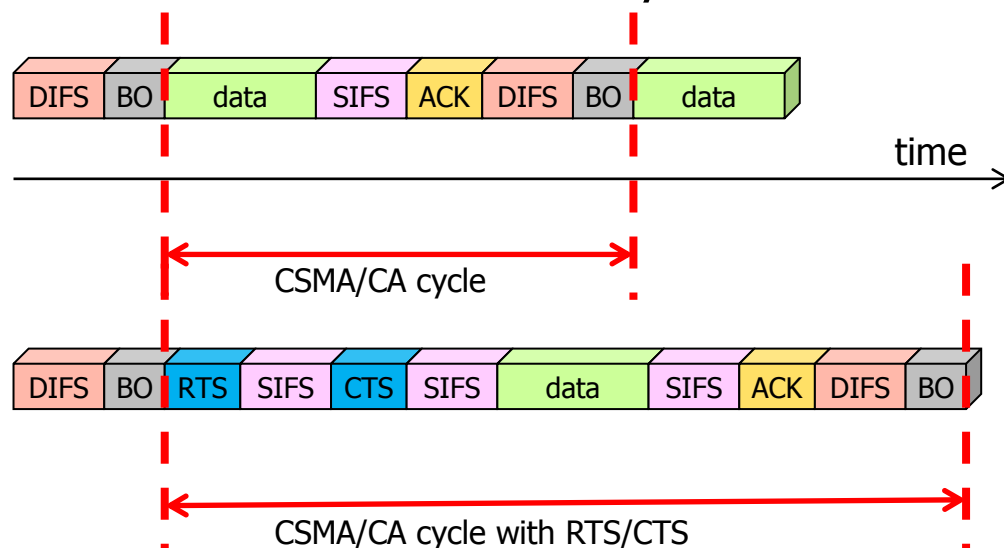 DIFS BO data SIFS ACK DIFS BO data
time
CSMA/CA cycle
DIFS BO RTS SIFS CTS SIFS data SIFS ACK DIFS BO
CSMA/CA cycle with RTS/CTS